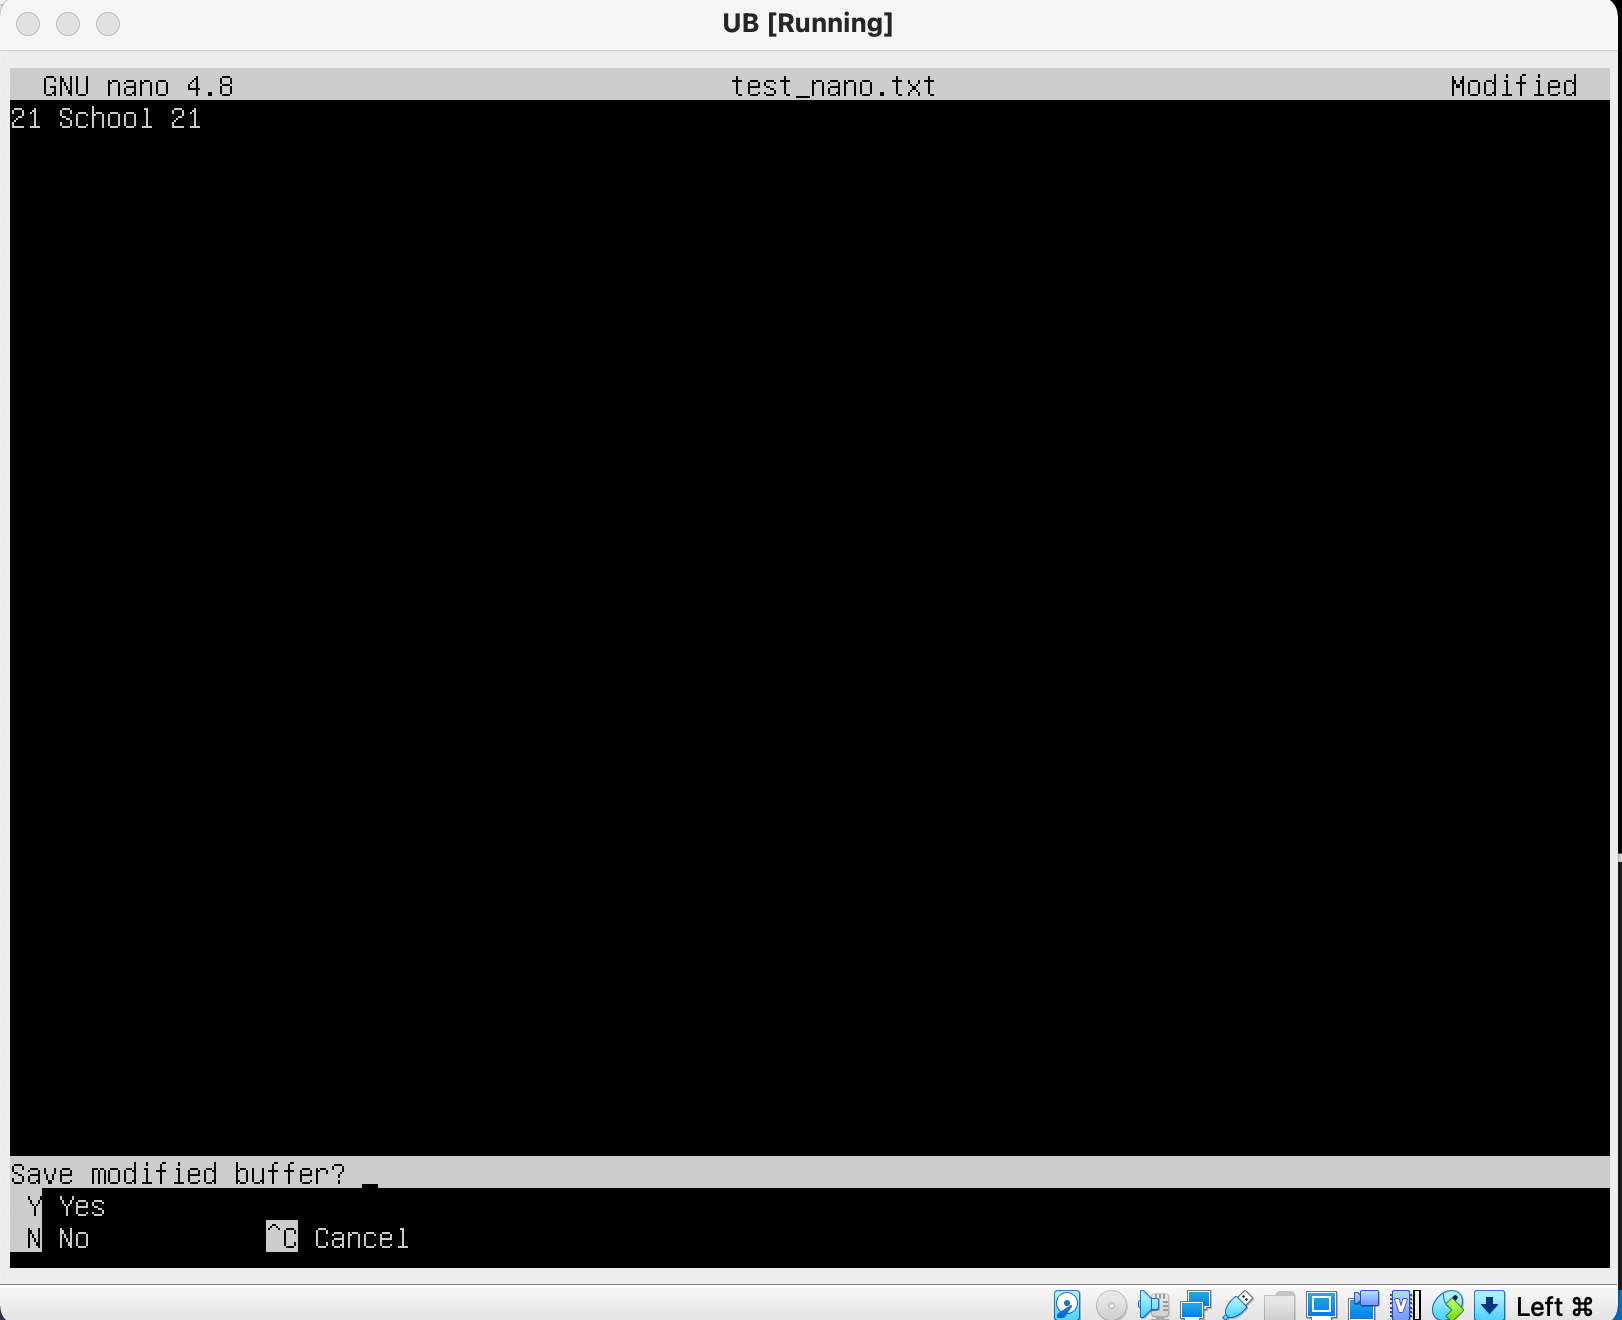 UB [Running]
GNU nano 4.8 test_nano.txt Modified
21 School 21
Save modified buffer?
Y Yes
N No ^C Cancel
Left ⌘